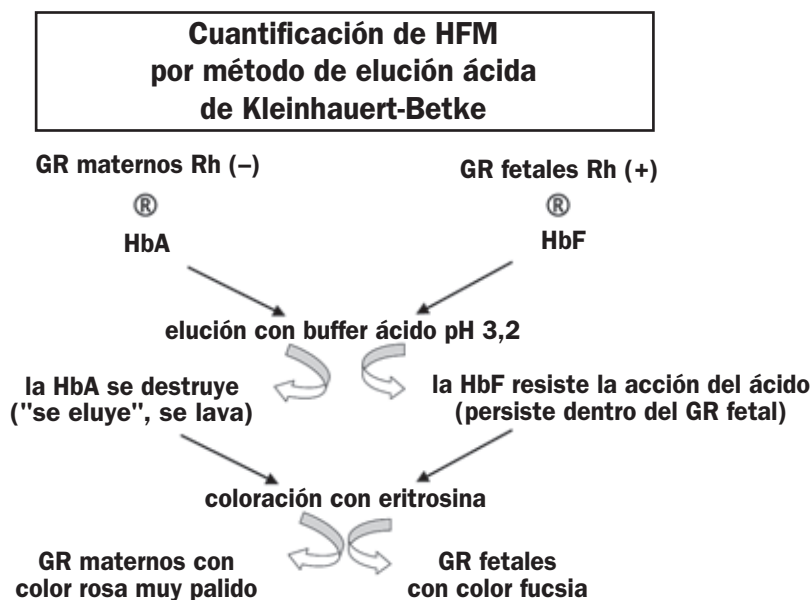 Cuantificación de HFM
por método de elución ácida
de Kleinhauert-Betke
GR maternos Rh (–)
GR fetales Rh (+)
®
®
HbA
HbF
elución con buffer ácido pH 3,2
la HbA se destruye
("se eluye", se lava)
la HbF resiste la acción del ácido
(persiste dentro del GR fetal)
coloración con eritrosina
GR maternos con
color rosa muy palido
GR fetales
con color fucsia